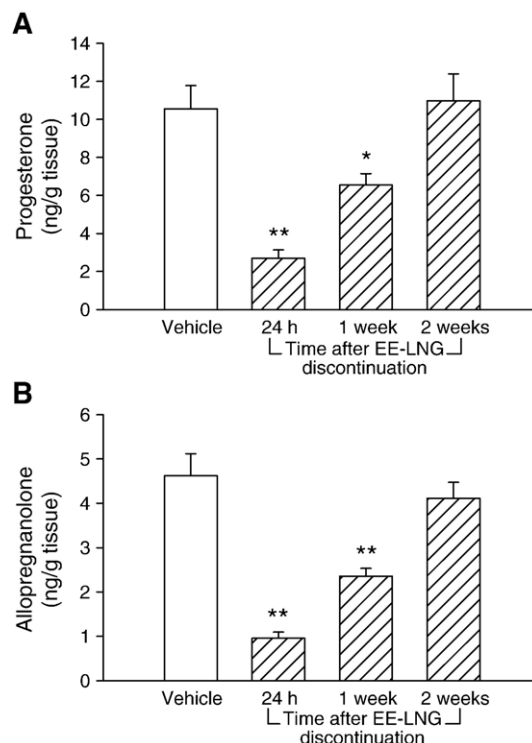 A
Progesterone
(ng/g tissue)
14
12
10
8
6
4
2
0
**
*
Vehicle 24 h 1 week 2 weeks
Time after EE-LNG
discontinuation
B
Allopregnanolone
(ng/g tissue)
6
5
4
3
2
1
0
**
**
Vehicle 24 h 1 week 2 weeks
Time after EE-LNG
discontinuation